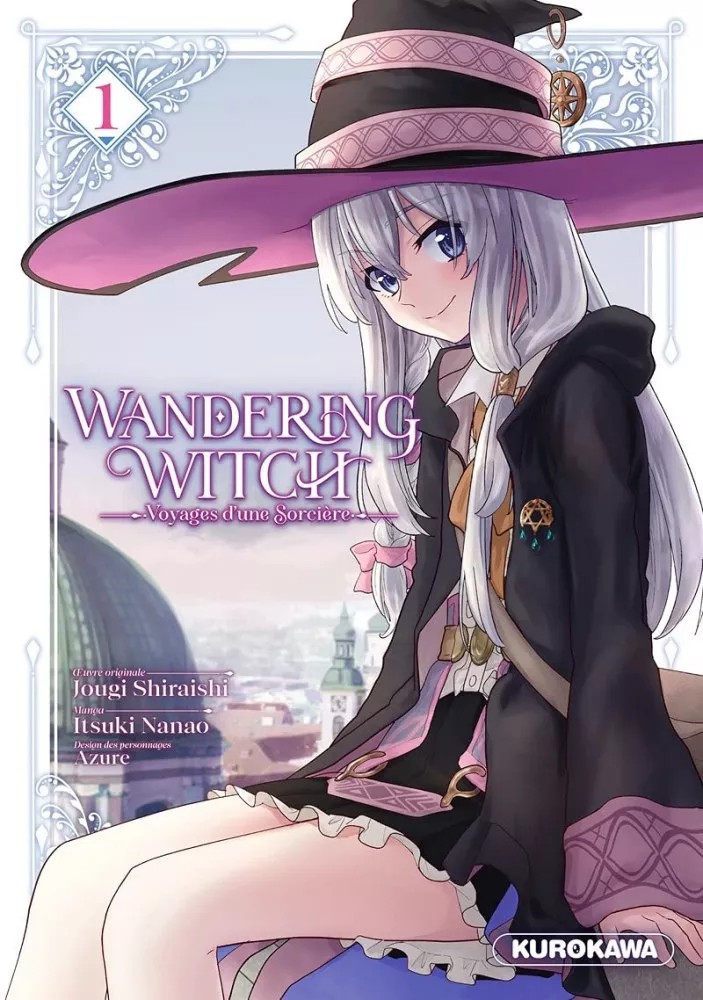 1
WANDERING
WITCH
Voyages d'une Sorcière
Œuvre originale
Jougi Shiraishi
Manga
Itsuki Nanao
Design des personnages
Azure
KUROKAWA